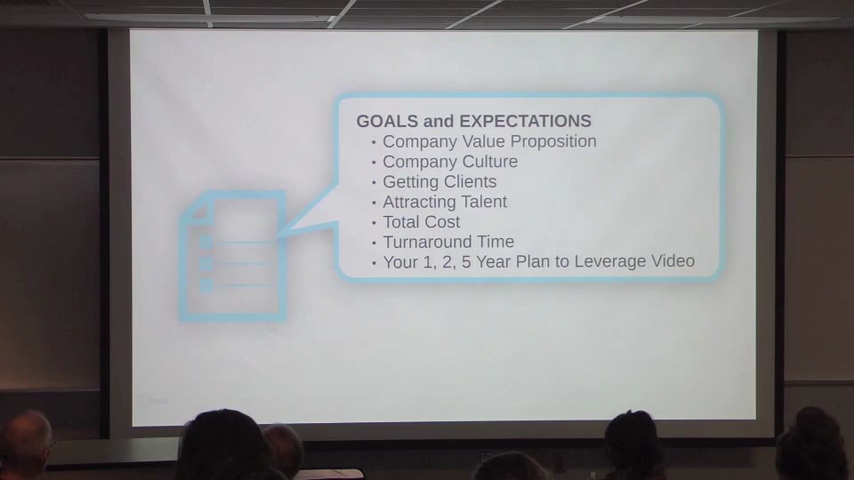 GOALS and EXPECTATIONS
• Company Value Proposition
• Company Culture
• Getting Clients
• Attracting Talent
• Total Cost
• Turnaround Time
• Your 1, 2, 5 Year Plan to Leverage Video